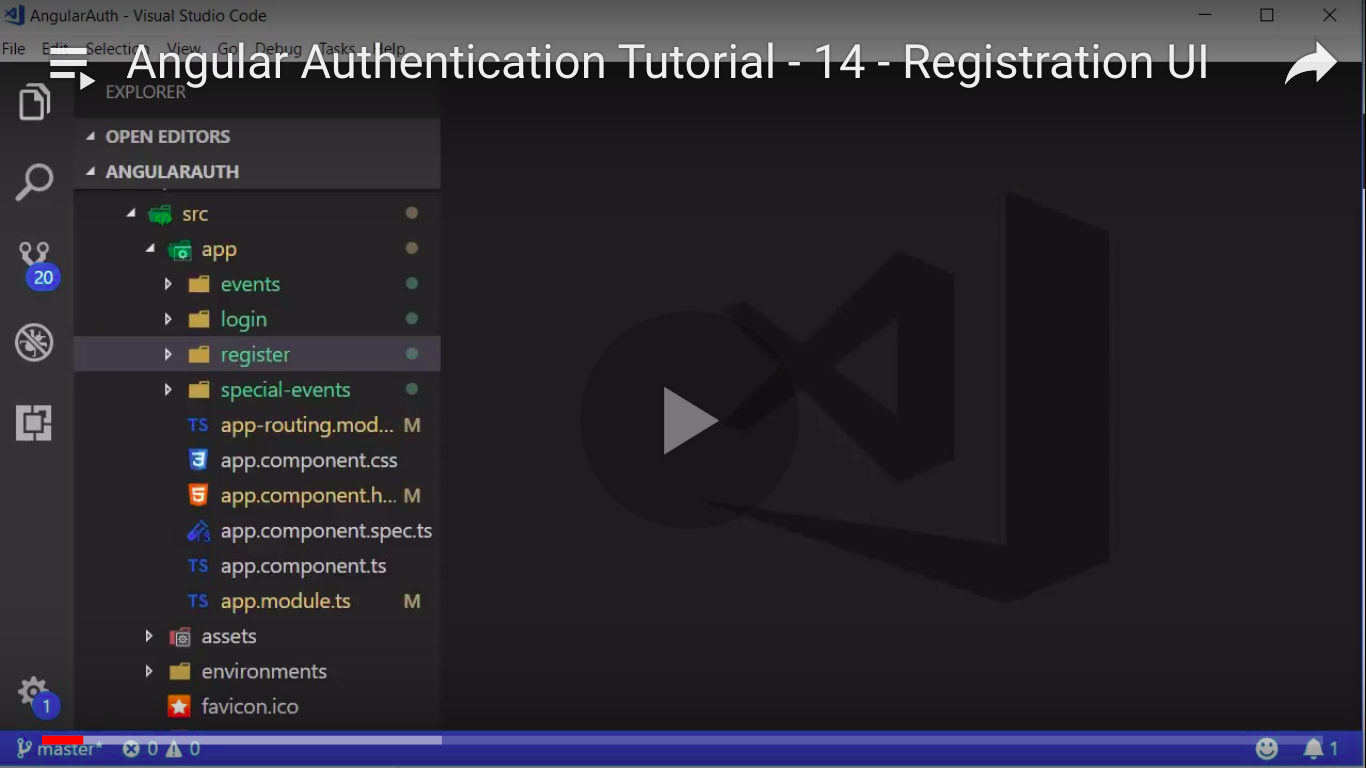 AngularAuth - Visual Studio Code
File Edit Selection View Go Debug Tasks Help
Angular Authentication Tutorial - 14 - Registration UI
EXPLORER
OPEN EDITORS
ANGULARAUTH
src
app
events
20
login
register
special-events
TS app-routing.mod... M
3 app.component.css
5 app.component.h... M
app.component.spec.ts
TS app.component.ts
TS app.module.ts M
assets
environments
1
favicon.ico
master* 0 0 1